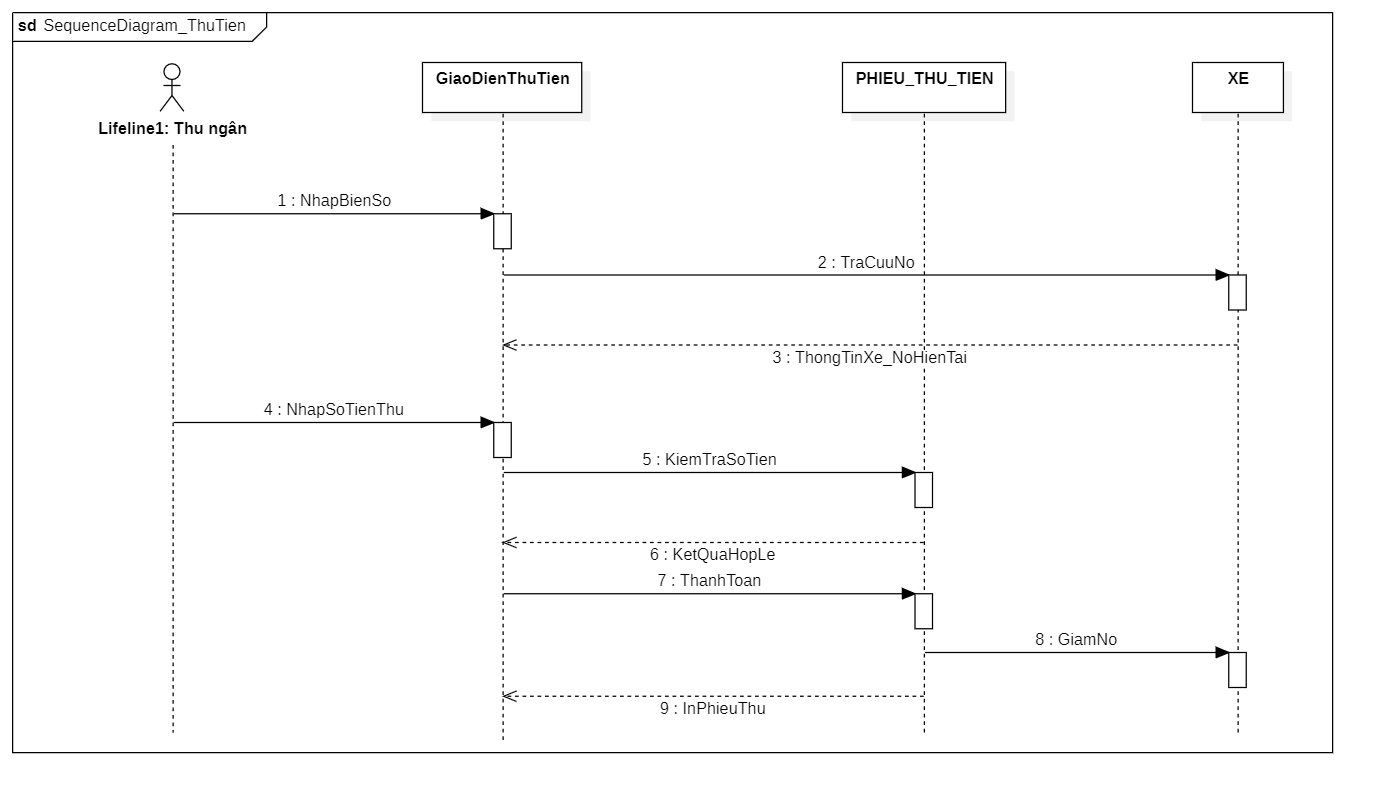 sd SequenceDiagram_ThuTien
GiaoDienThuTien
PHIEU_THU_TIEN
XE
Lifeline1: Thu ngân
1 : NhapBienSo
2 : TraCuuNo
3 : ThongTinXe_NoHienTai
4 : NhapSoTienThu
5 : KiemTraSoTien
6 : KetQuaHopLe
7 : ThanhToan
8 : GiamNo
9 : InPhieuThu